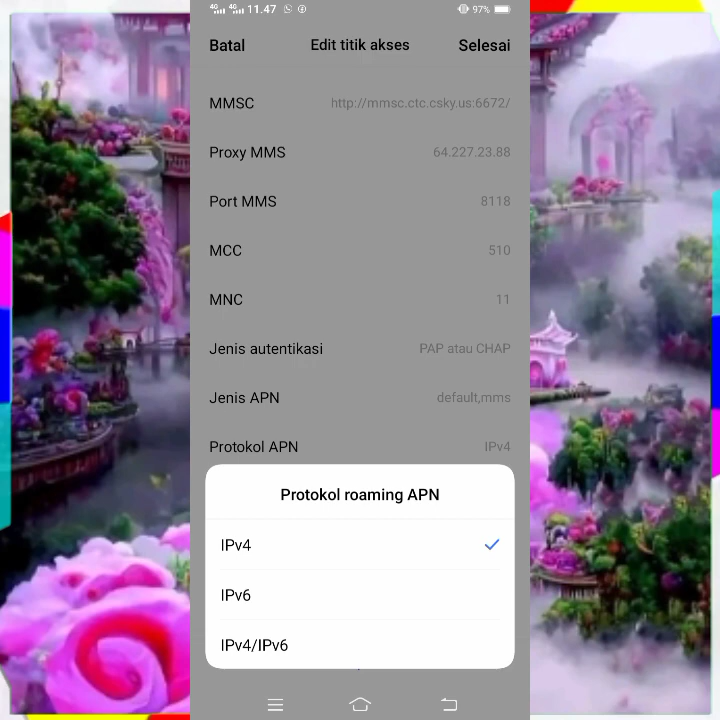 4G 4G 11.47 97%
Batal Edit titik akses Selesai
MMSC http://mmsc.ctc.csky.us:6672/
Proxy MMS 64.227.23.88
Port MMS 8118
MCC 510
MNC 11
Jenis autentikasi PAP atau CHAP
Jenis APN default,mms
Protokol APN IPv4
Protokol roaming APN
IPv4
IPv6
IPv4/IPv6